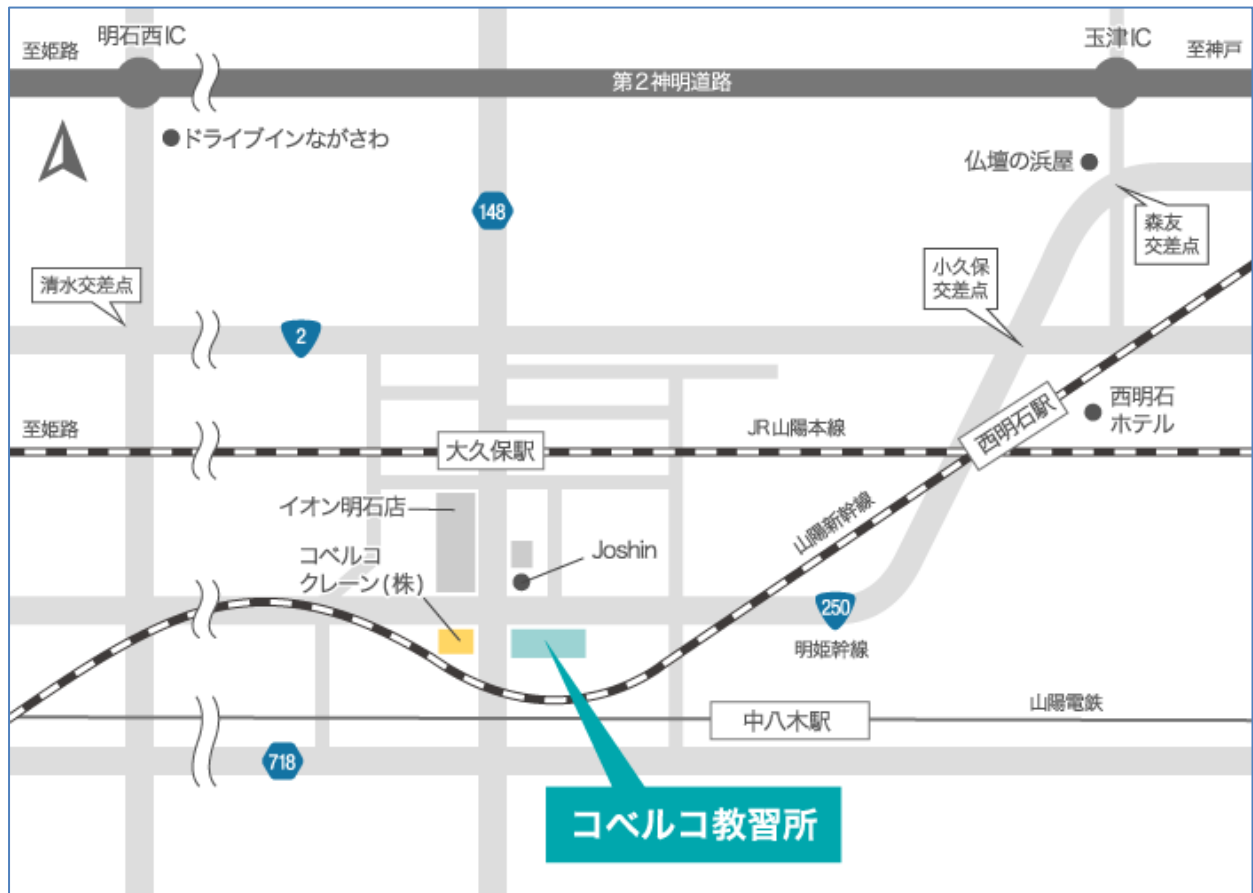 明石西IC
至姫路
玉津IC
至神戸
第2神明道路
ドライブインながさわ
仏壇の浜屋
148
森友
交差点
小久保
交差点
清水交差点
2
西明石
ホテル
至姫路
JR山陽本線
西明石駅
大久保駅
イオン明石店
山陽新幹線
Joshin
コベルコ
クレーン(株)
250
明姫幹線
山陽電鉄
中八木駅
718
コベルコ教習所